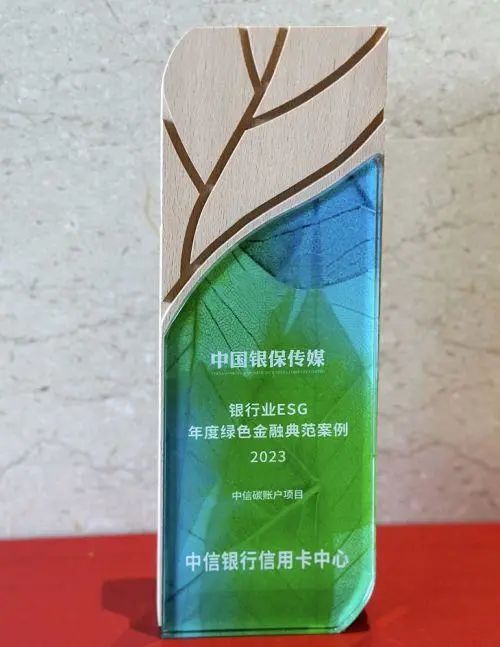 中国银保传媒
银行业ESG
年度绿色金融典范案例
2023
中信碳账户项目
中信银行信用卡中心